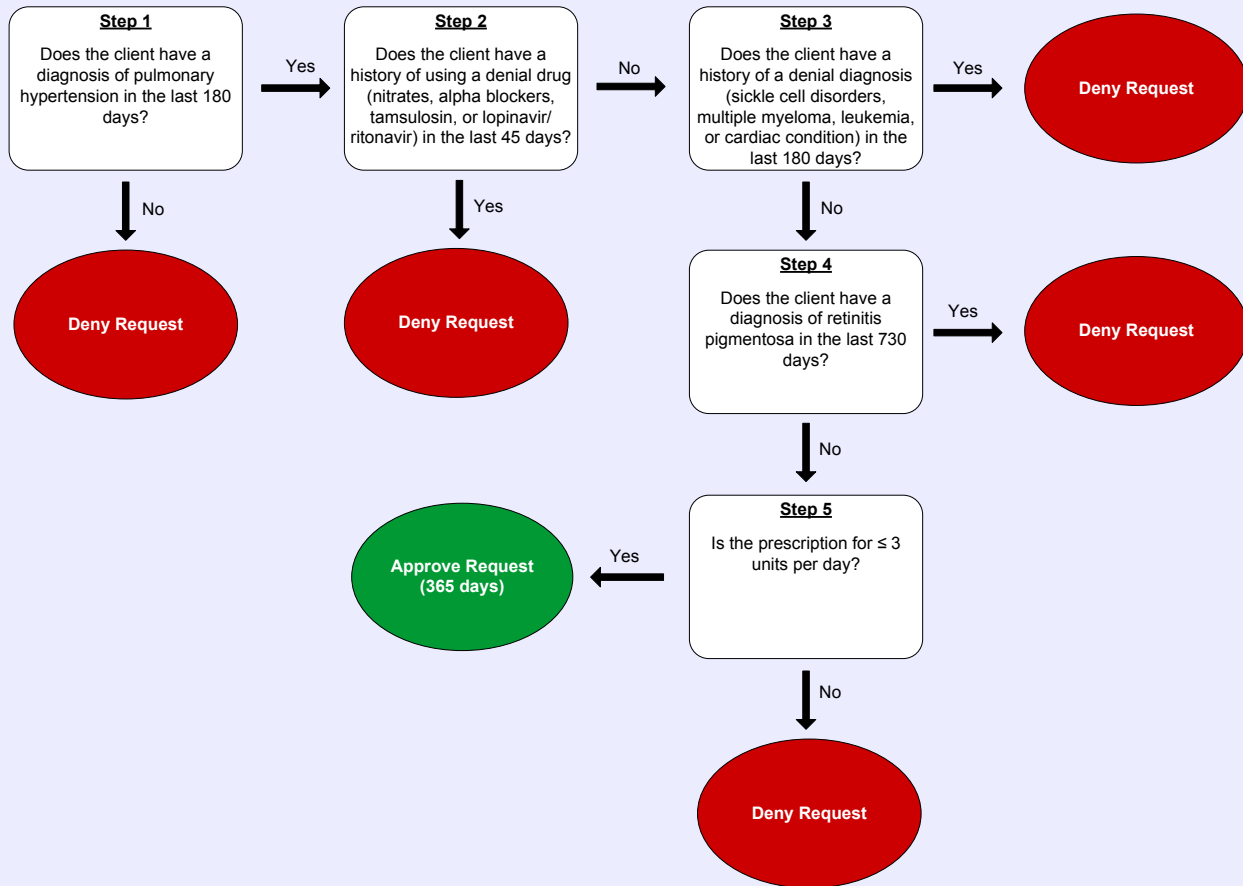 Step 1
Does the client have a
diagnosis of pulmonary
hypertension in the last 180
days?
Yes
No
Deny Request
Step 2
Does the client have a
history of using a denial drug
(nitrates, alpha blockers,
tamsulosin, or lopinavir/
ritonavir) in the last 45 days?
No
Yes
Deny Request
Step 3
Does the client have a
history of a denial diagnosis
(sickle cell disorders,
multiple myeloma, leukemia,
or cardiac condition) in the
last 180 days?
Yes
Deny Request
No
Step 4
Does the client have a
diagnosis of retinitis
pigmentosa in the last 730
days?
Yes
Deny Request
No
Step 5
Is the prescription for ≤ 3
units per day?
Yes
Approve Request
(365 days)
No
Deny Request